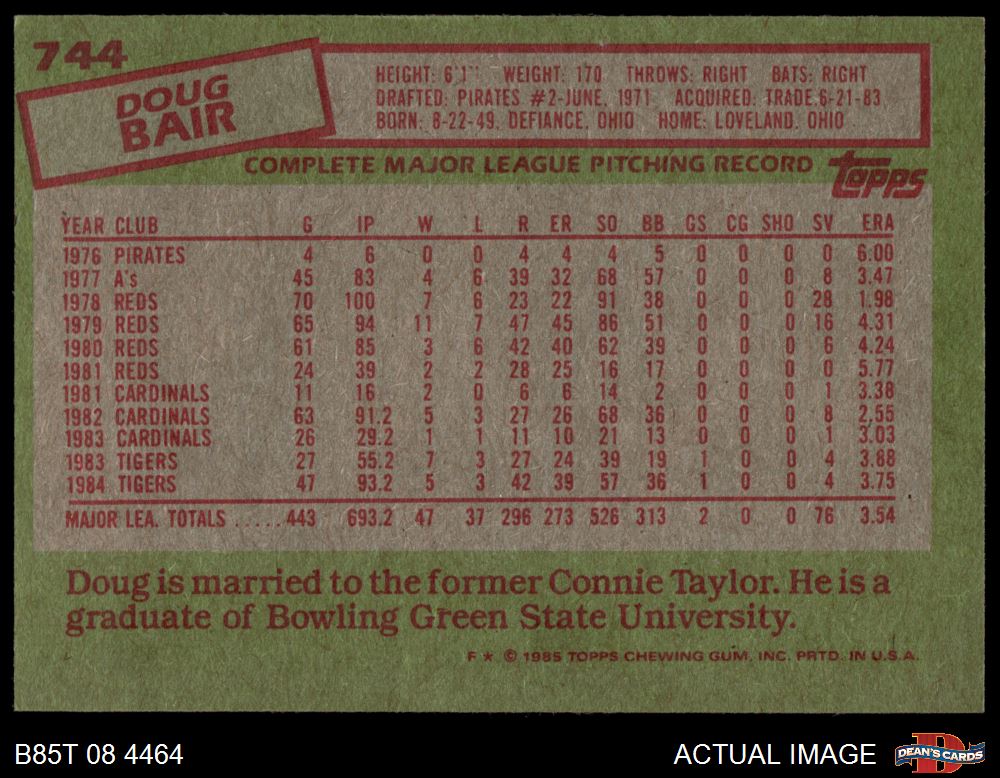 744
DOUG
BAIR
HEIGHT: 6'1" WEIGHT: 170 THROWS: RIGHT BATS: RIGHT
DRAFTED: PIRATES #2-JUNE, 1971 ACQUIRED: TRADE,6-21-83
BORN: 8-22-49, DEFIANCE, OHIO HOME: LOVELAND, OHIO
COMPLETE MAJOR LEAGUE PITCHING RECORD
Topps
YEAR CLUB G IP W L R ER SO BB GS CG SHO SV ERA
1976 PIRATES 4 6 0 0 4 4 4 5 0 0 0 0 6.00
1977 A's 45 83 4 6 39 32 68 57 0 0 0 8 3.47
1978 REDS 70 100 7 6 23 22 91 38 0 0 0 28 1.98
1979 REDS 65 94 11 7 47 45 86 51 0 0 0 16 4.31
1980 REDS 61 85 3 6 42 40 62 39 0 0 0 6 4.24
1981 REDS 24 39 2 2 28 25 16 17 0 0 0 0 5.77
1981 CARDINALS 11 16 2 0 6 6 14 2 0 0 0 1 3.38
1982 CARDINALS 63 91.2 5 3 27 26 68 36 0 0 0 8 2.55
1983 CARDINALS 26 29.2 1 1 11 10 21 13 0 0 0 1 3.03
1983 TIGERS 27 55.2 7 3 27 24 39 19 1 0 0 4 3.88
1984 TIGERS 47 93.2 5 3 42 39 57 36 1 0 0 4 3.75
MAJOR LEA. TOTALS .....443 693.2 47 37 296 273 526 313 2 0 0 76 3.54
Doug is married to the former Connie Taylor. He is a
graduate of Bowling Green State University.
F ★ © 1985 TOPPS CHEWING GUM, INC. PRTD. IN U.S.A.
B85T 08 4464
ACTUAL IMAGE
DEAN'S CARDS